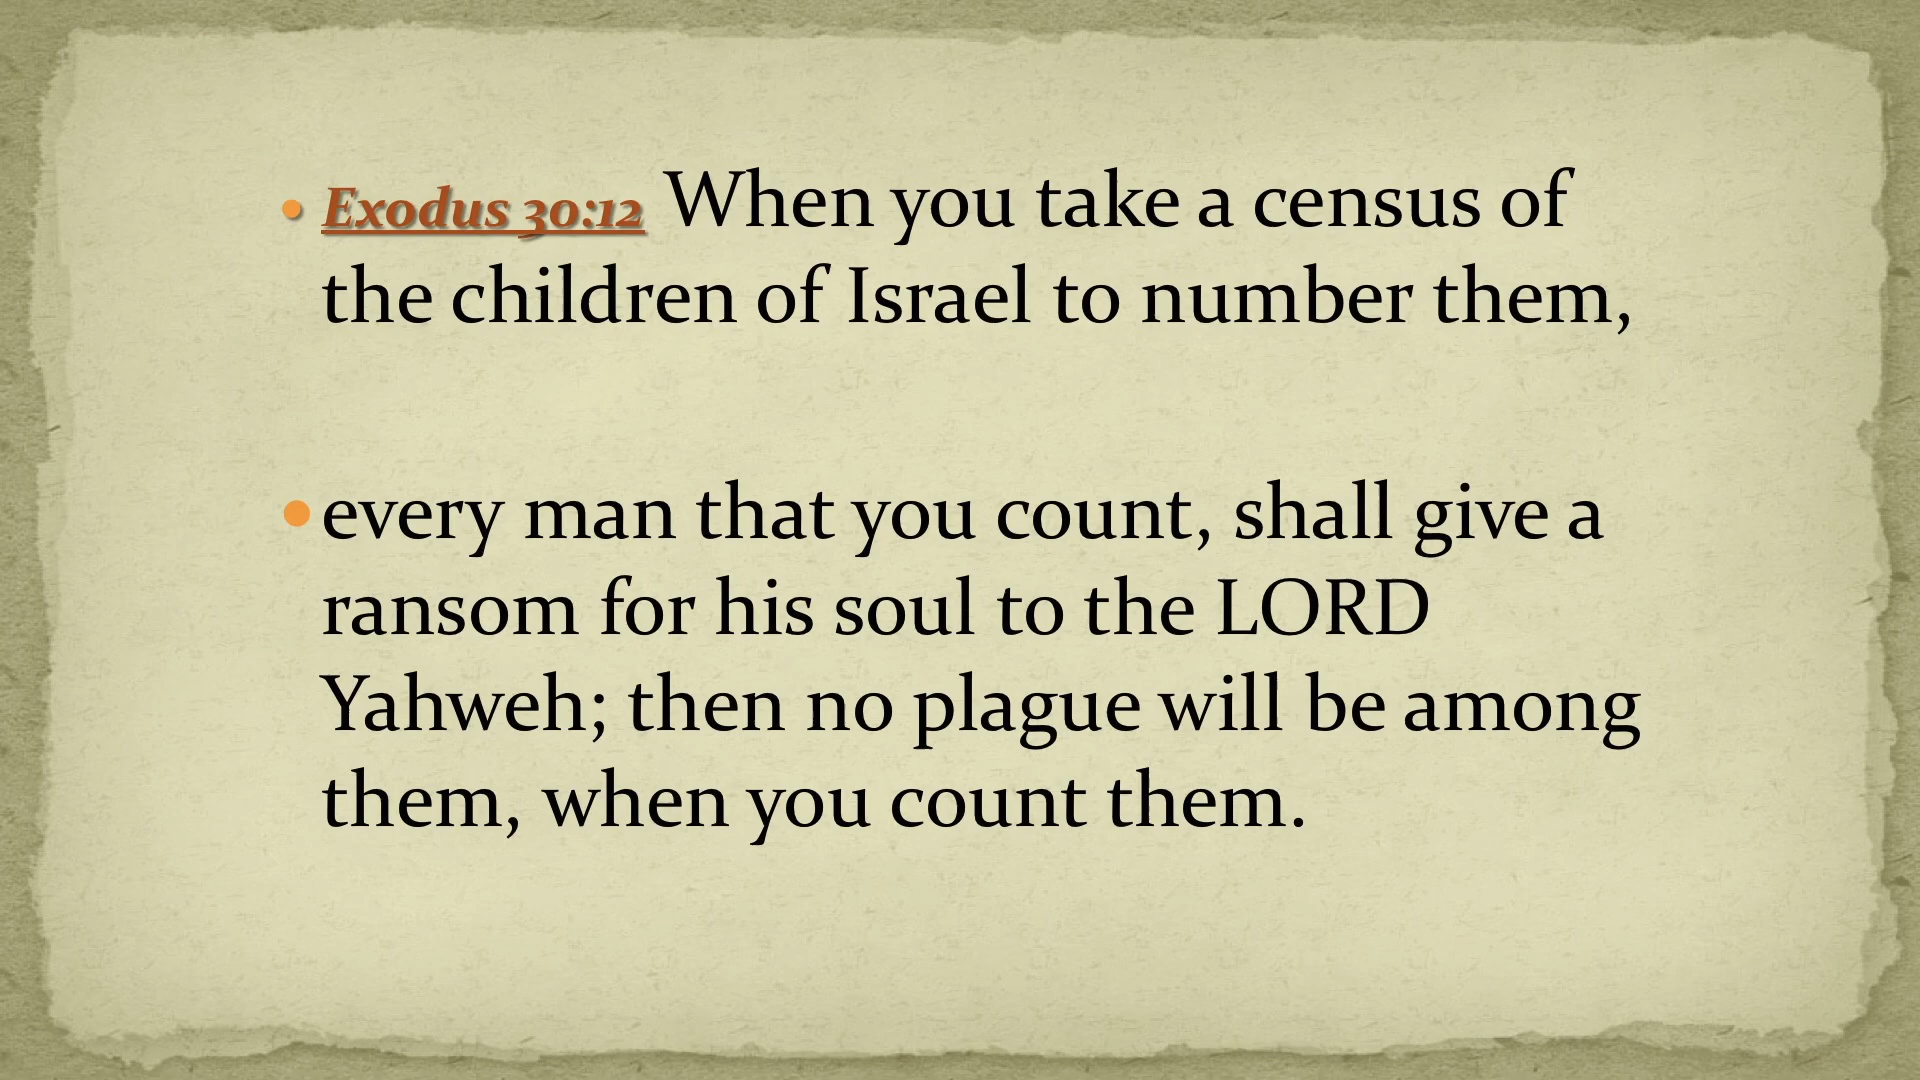 • Exodus 30:12 When you take a census of
the children of Israel to number them,
• every man that you count, shall give a
ransom for his soul to the LORD
Yahweh; then no plague will be among
them, when you count them.